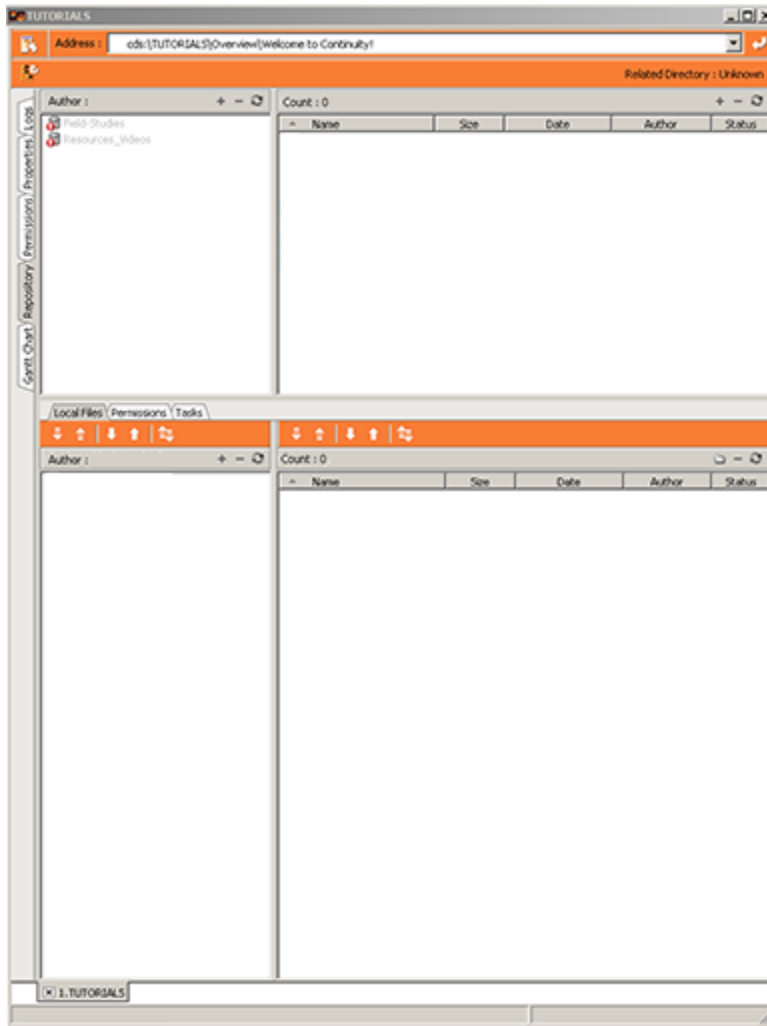 TUTORIALS
Address : cds:\TUTORIALS\Overview\Welcome to Continuity!
Related Directory : Unknown
Logs
Properties
Permissions
Repository
Gantt Chart
Author :
Field-Studies
Resources_Videos
Count : 0
Name Size Date Author Status
Local Files Permissions Tasks
Author :
Count : 0
Name Size Date Author Status
1.TUTORIALS